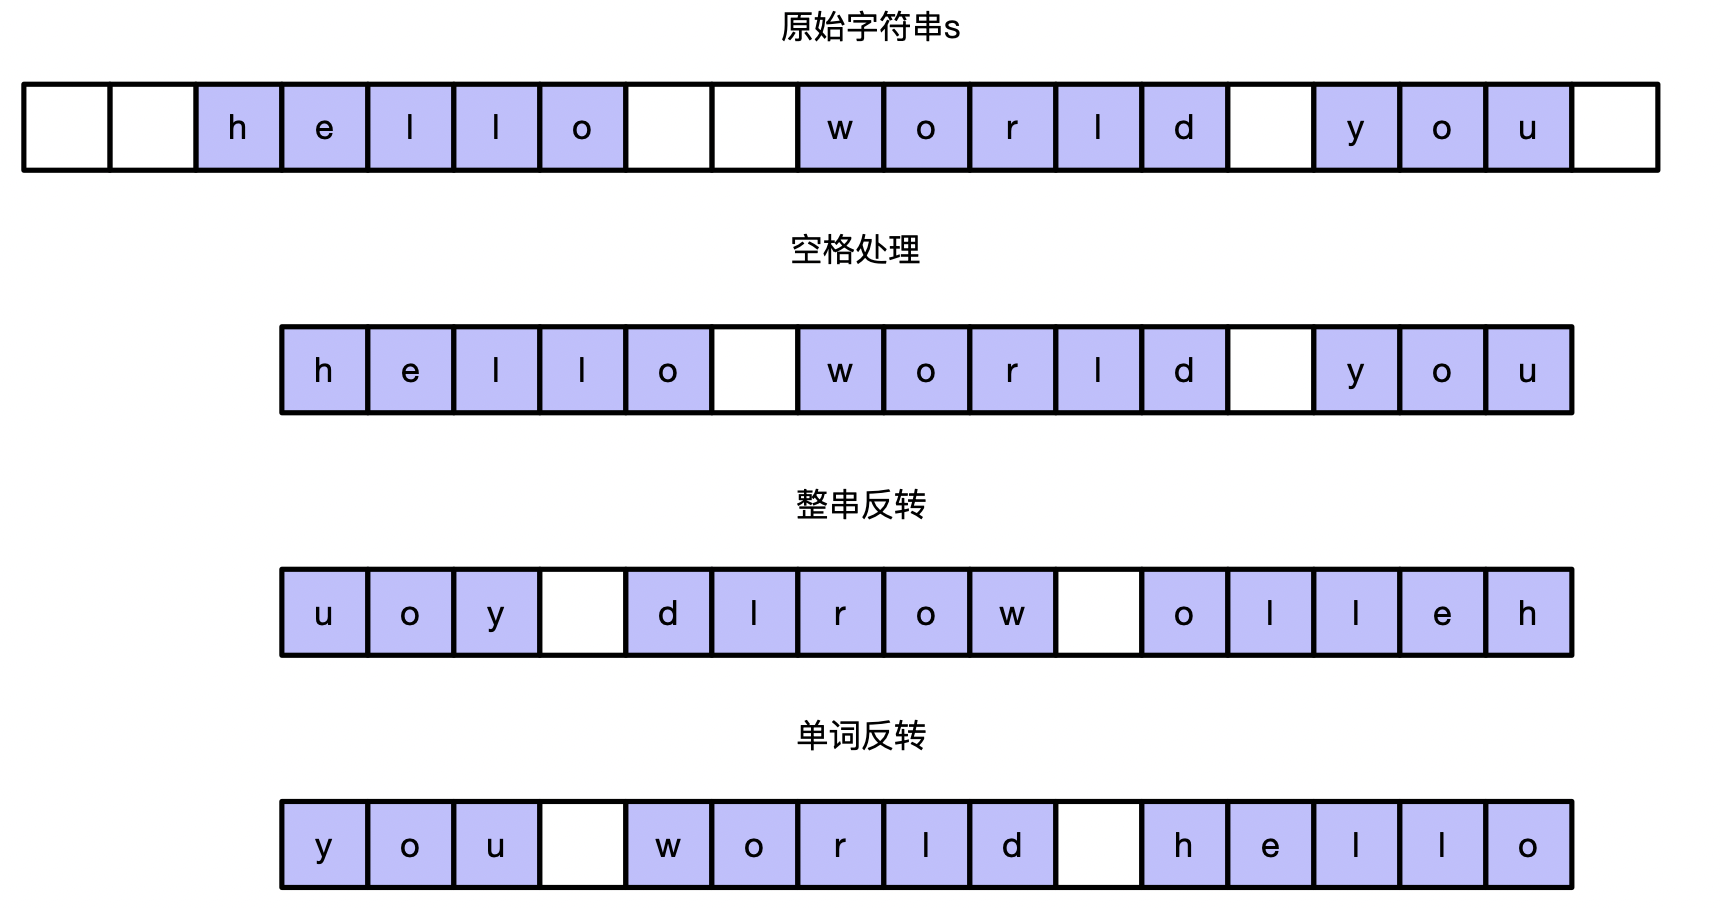 原始字符串s
h e l l o w o r l d y o u
空格处理
h e l l o w o r l d y o u
整串反转
u o y d l r o w o l l e h
单词反转
y o u w o r l d h e l l o